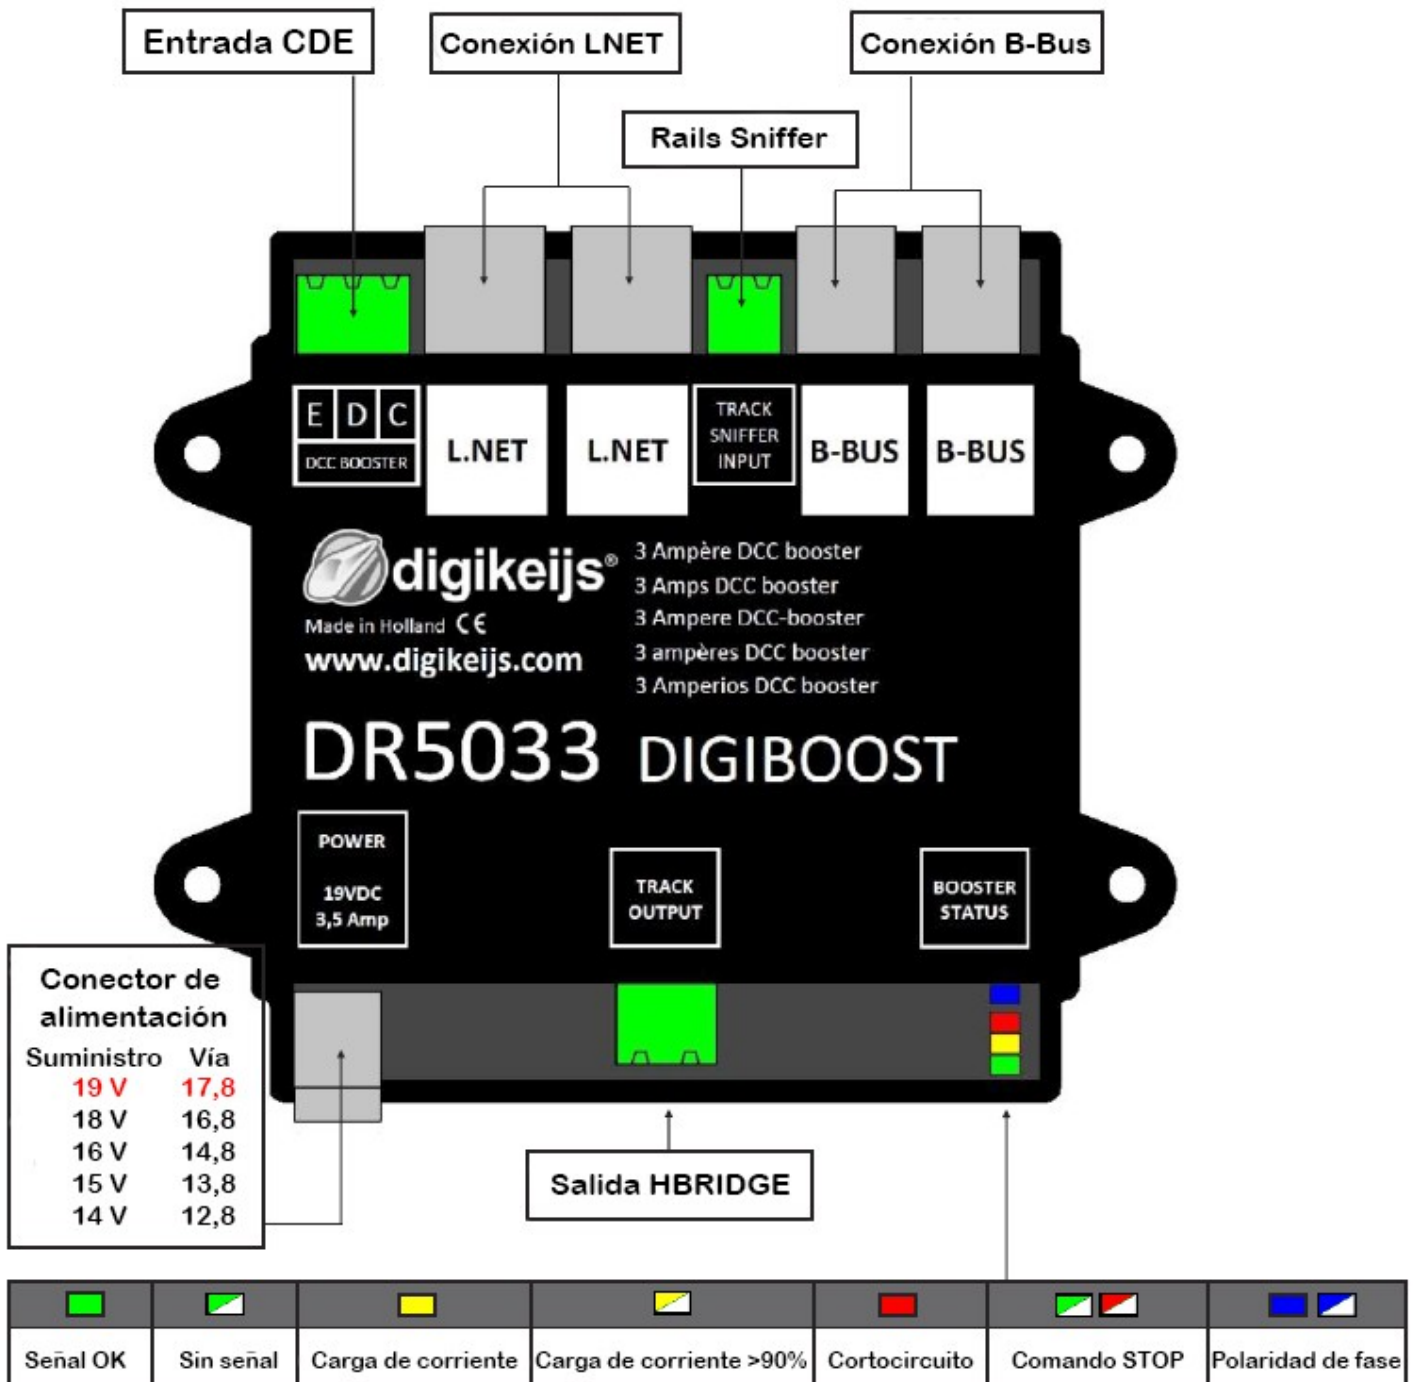 Entrada CDE
Conexión LNET
Conexión B-Bus
Rails Sniffer
E D C
DCC BOOSTER
L.NET
L.NET
TRACK
SNIFFER
INPUT
B-BUS
B-BUS
digikeijs®
Made in Holland CE
www.digikeijs.com
3 Ampère DCC booster
3 Amps DCC booster
3 Ampere DCC-booster
3 ampères DCC booster
3 Amperios DCC booster
DR5033 DIGIBOOST
POWER
19VDC
3,5 Amp
TRACK
OUTPUT
BOOSTER
STATUS
Conector de
alimentación
Suministro Vía
19 V 17,8
18 V 16,8
16 V 14,8
15 V 13,8
14 V 12,8
Salida HBRIDGE
Señal OK
Sin señal
Carga de corriente
Carga de corriente >90%
Cortocircuito
Comando STOP
Polaridad de fase